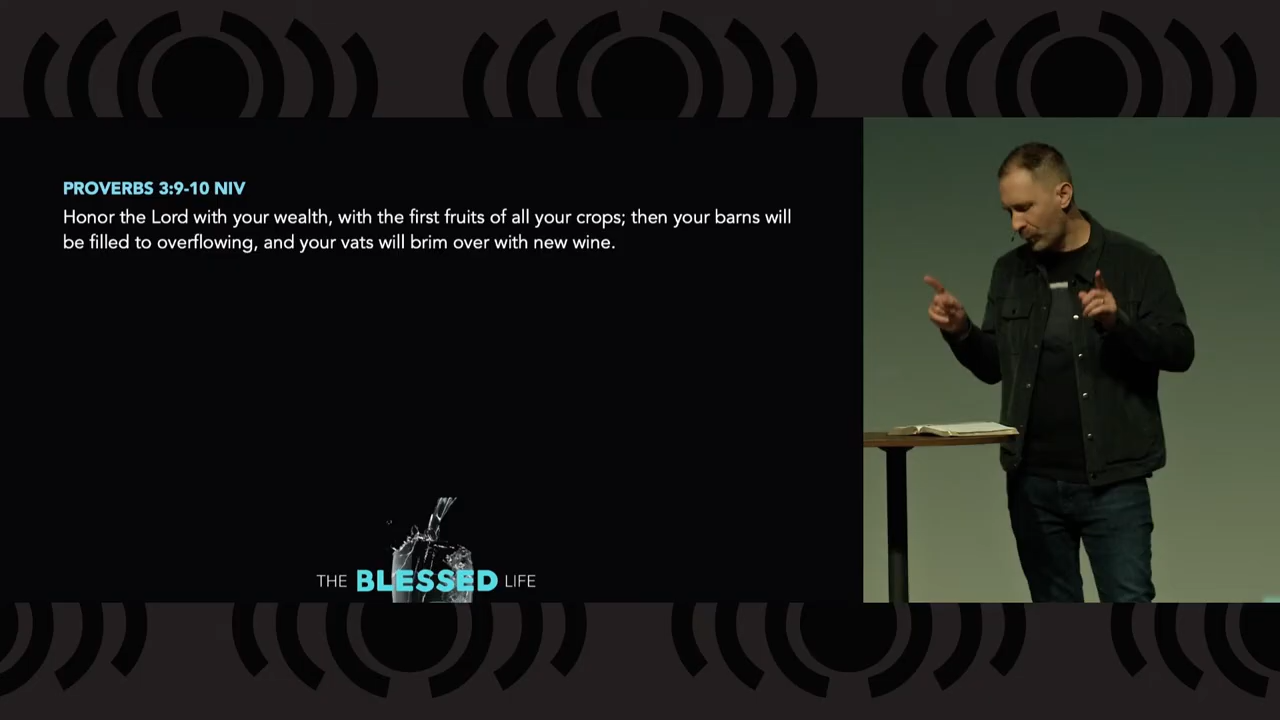 PROVERBS 3:9-10 NIV
Honor the Lord with your wealth, with the first fruits of all your crops; then your barns will
be filled to overflowing, and your vats will brim over with new wine.
THE BLESSED LIFE